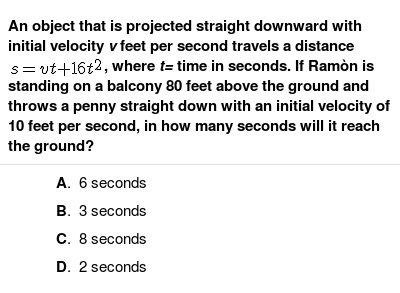 An object that is projected straight downward with
initial velocity v feet per second travels a distance
s = vt+16t², where t= time in seconds. If Ramòn is
standing on a balcony 80 feet above the ground and
throws a penny straight down with an initial velocity of
10 feet per second, in how many seconds will it reach
the ground?
A. 6 seconds
B. 3 seconds
C. 8 seconds
D. 2 seconds